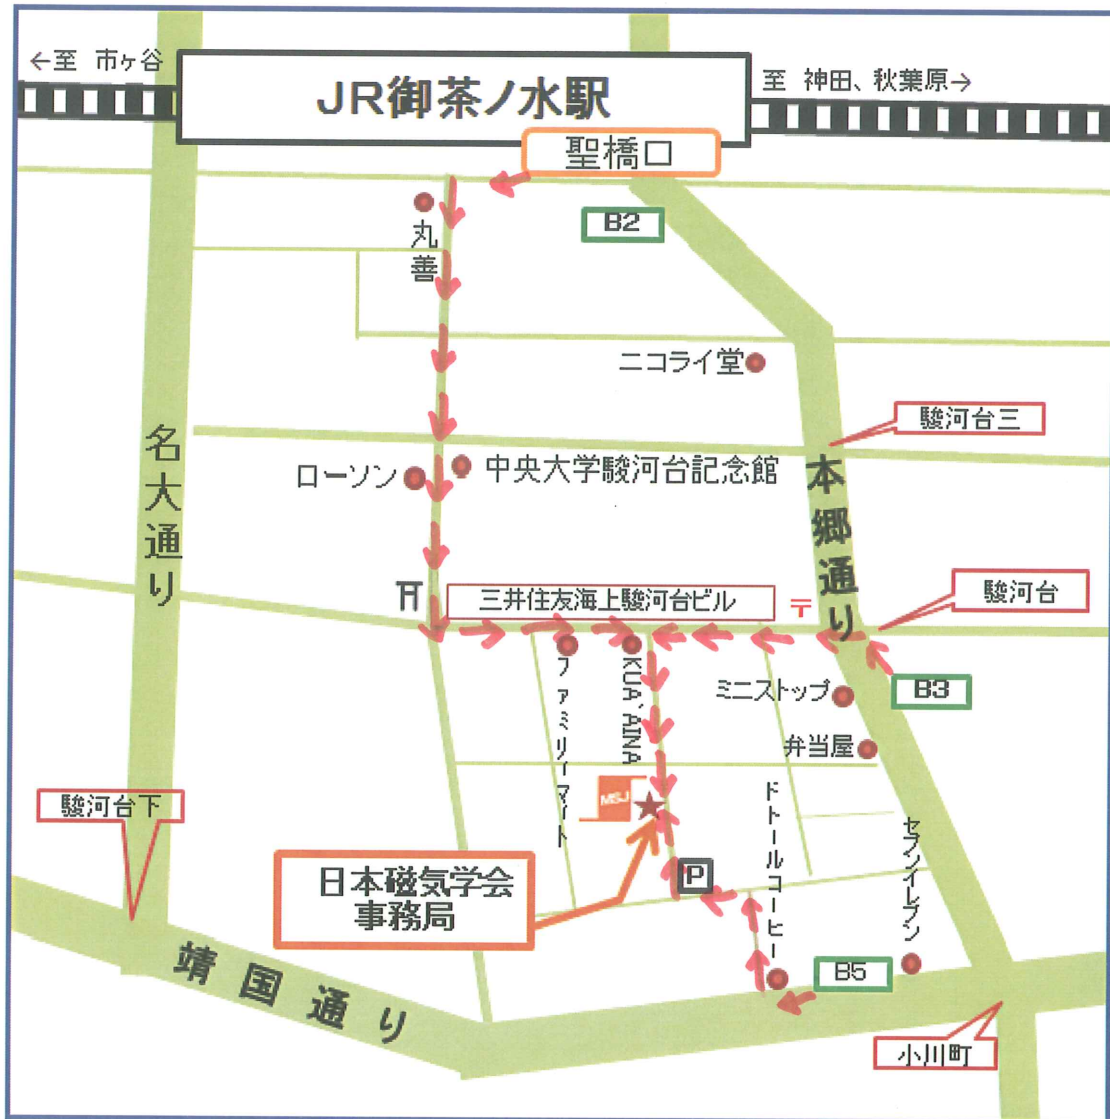 ←至 市ヶ谷
JR御茶ノ水駅
至 神田、秋葉原→
聖橋口
B2
丸善
ニコライ堂
駿河台三
名大通り
ローソン
中央大学駿河台記念館
本郷通り
三井住友海上駿河台ビル
〒
駿河台
ファミリーマート
KUA'AINA
ミニストップ
B3
弁当屋
駿河台下
MSJ
ドトールコーヒー
セブンイレブン
日本磁気学会
事務局
P
靖国通り
B5
小川町